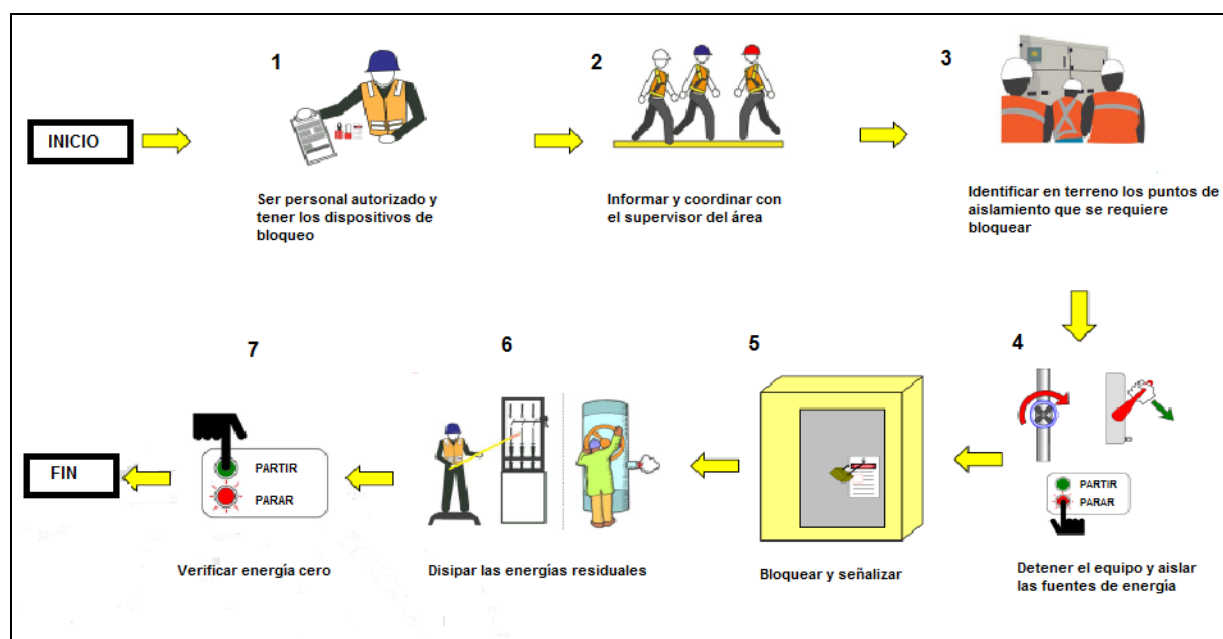 INICIO
1
Ser personal autorizado y
tener los dispositivos de
bloqueo
2
Informar y coordinar con
el supervisor del área
3
Identificar en terreno los puntos de
aislamiento que se requiere
bloquear
4
PARTIR
PARAR
Detener el equipo y aislar
las fuentes de energía
5
Bloquear y señalizar
6
Disipar las energías residuales
7
PARTIR
PARAR
Verificar energía cero
FIN